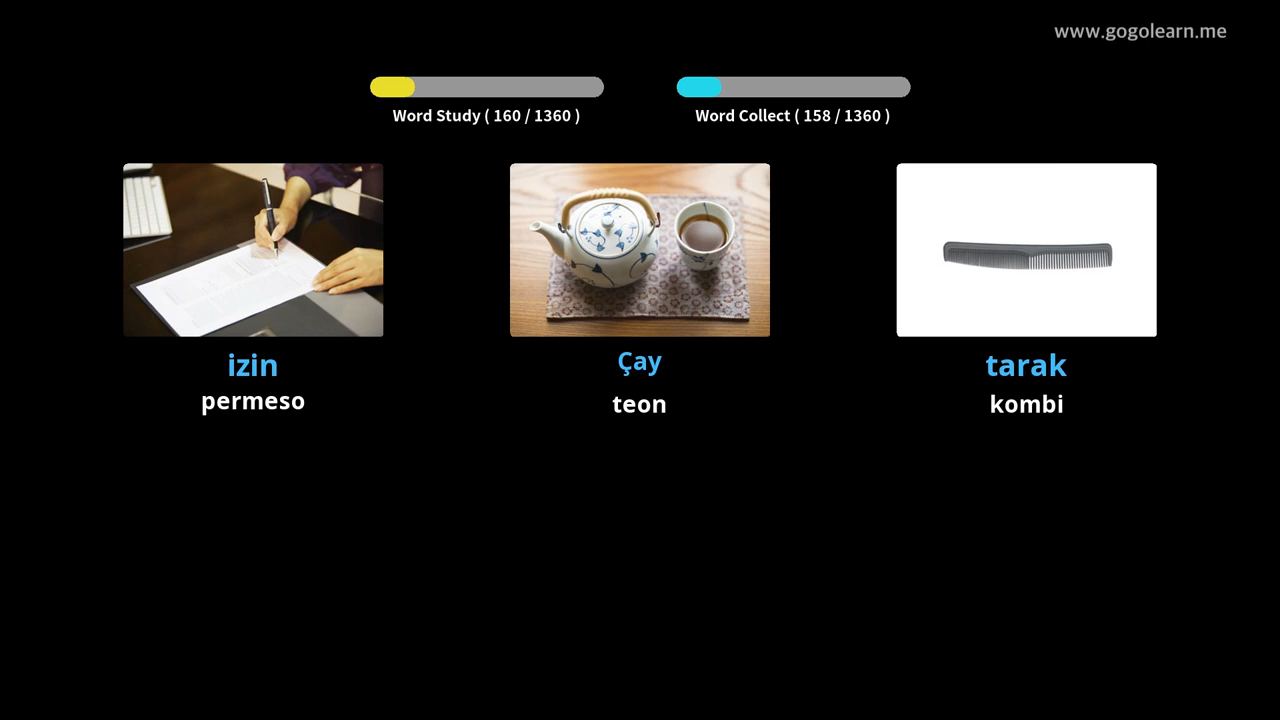 www.gogolearn.me
Word Study ( 160 / 1360 )
Word Collect ( 158 / 1360 )
izin
permeso
Çay
teon
tarak
kombi